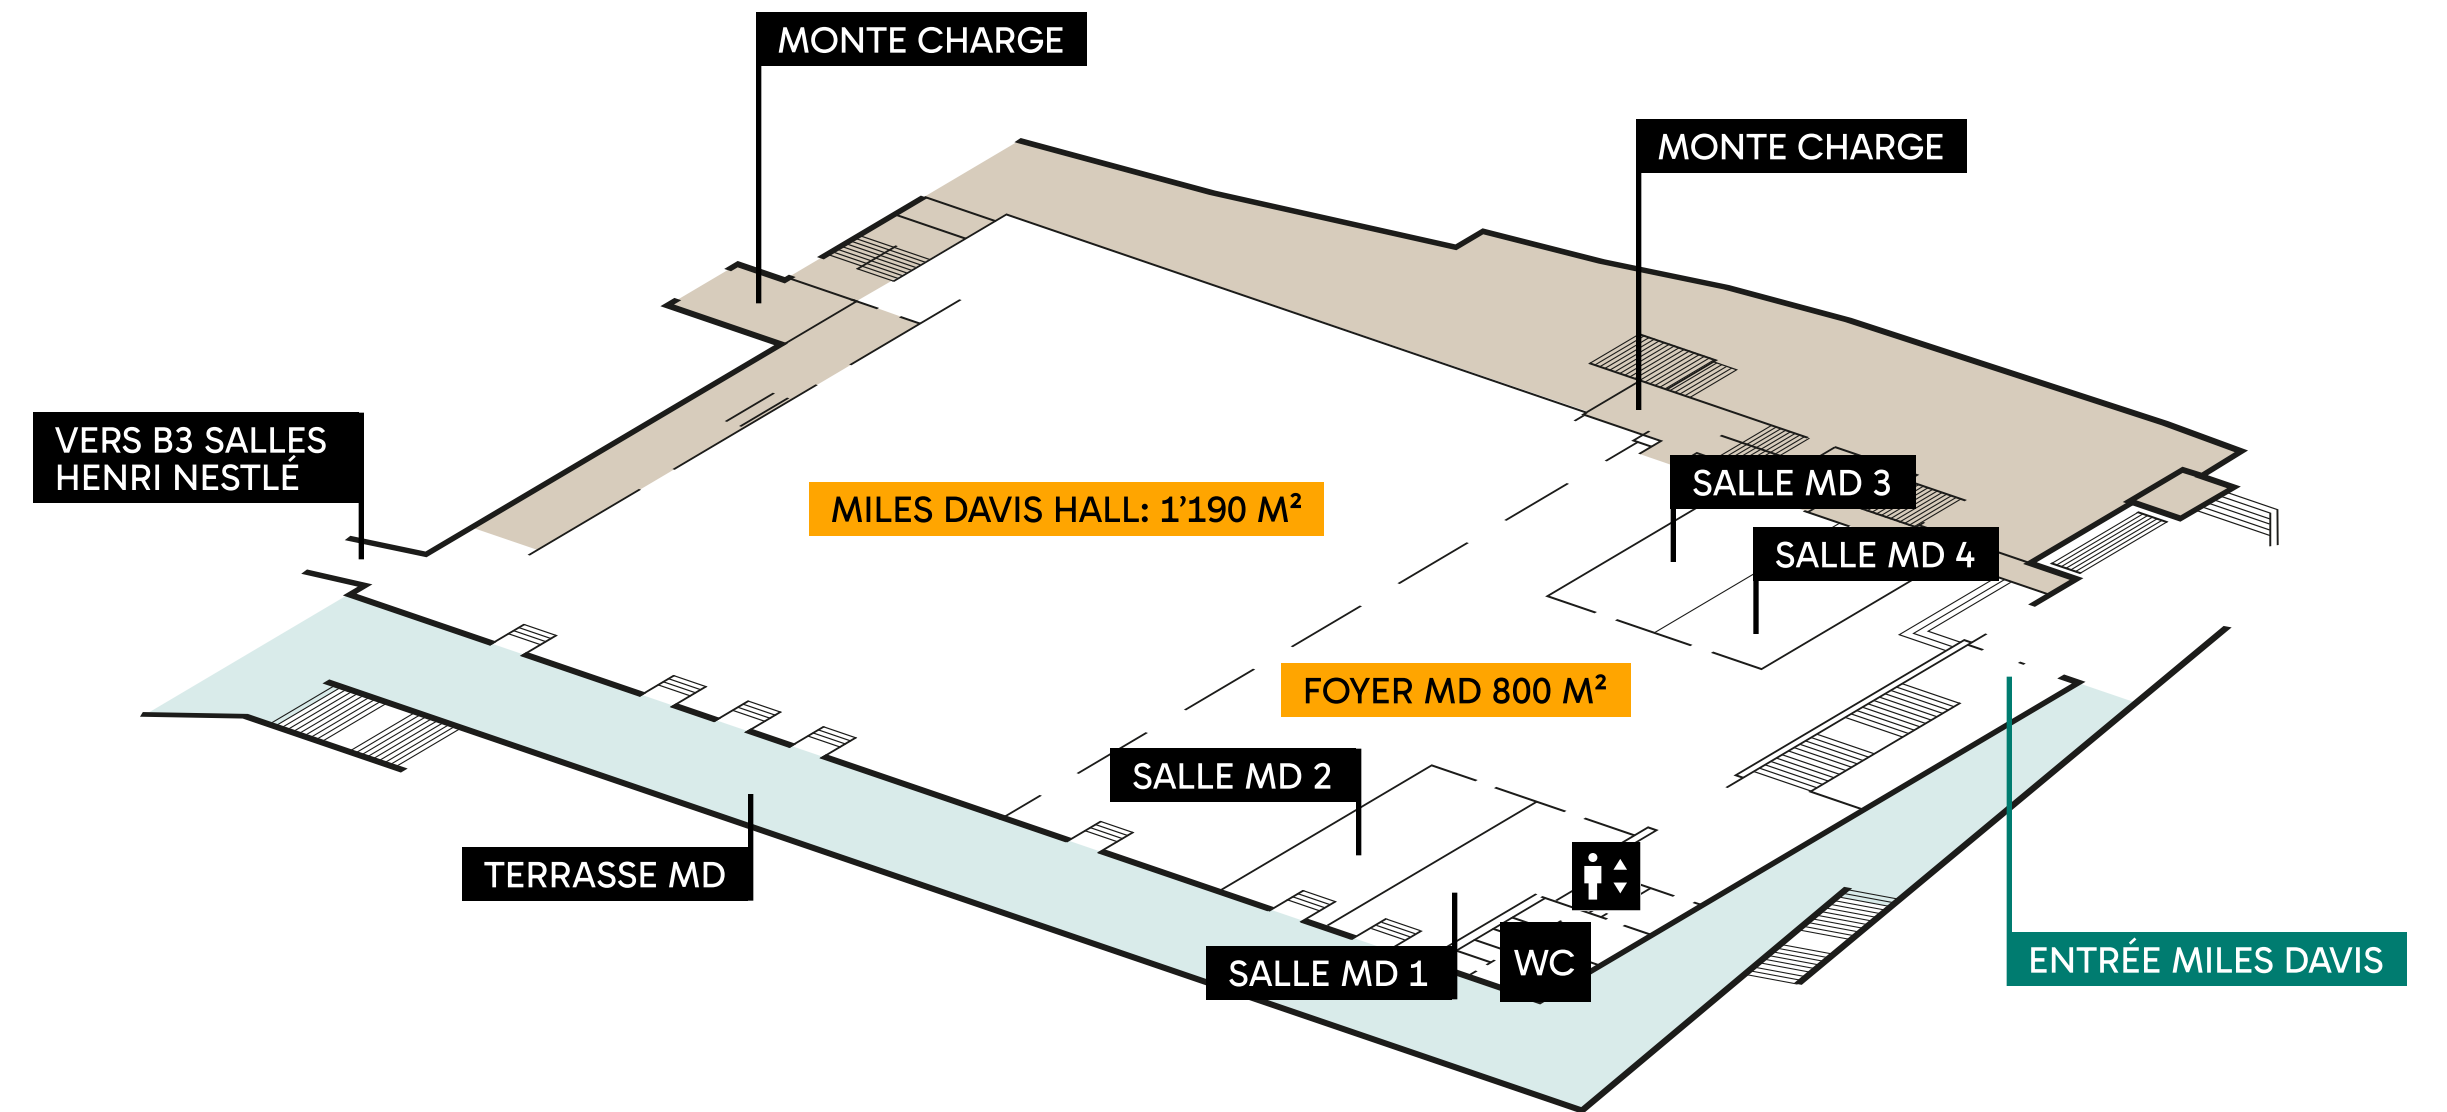 MONTE CHARGE
MONTE CHARGE
VERS B3 SALLES
HENRI NESTLÉ
MILES DAVIS HALL: 1’190 M²
SALLE MD 3
SALLE MD 4
FOYER MD 800 M²
SALLE MD 2
TERRASSE MD
SALLE MD 1
WC
ENTRÉE MILES DAVIS